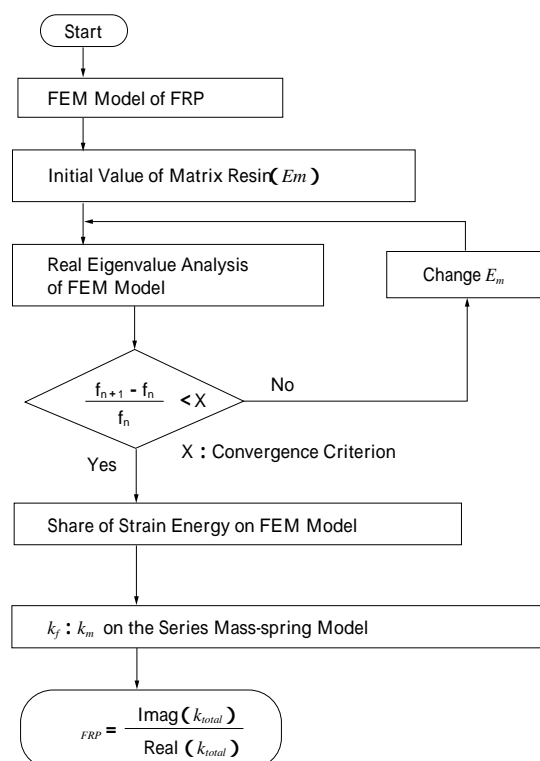 Start
FEM Model of FRP
Initial Value of Matrix Resin(Em)
Real Eigenvalue Analysis
of FEM Model
Change Em
fn+1 - fn
fn
< X
No
Yes
X : Convergence Criterion
Share of Strain Energy on FEM Model
kf : km on the Series Mass-spring Model
FRP = Imag(ktotal)
Real (ktotal)